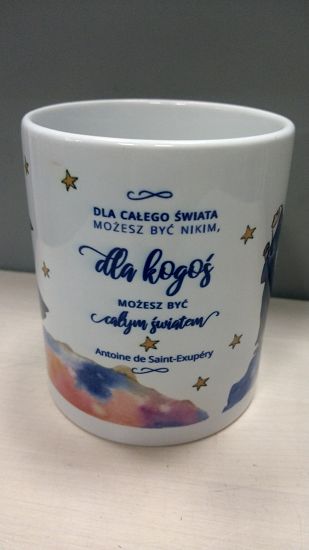 DLA CAŁEGO ŚWIATA
MOŻESZ BYĆ NIKIM,
dla kogoś
MOŻESZ BYĆ
całym światem
Antoine de Saint-Exupéry